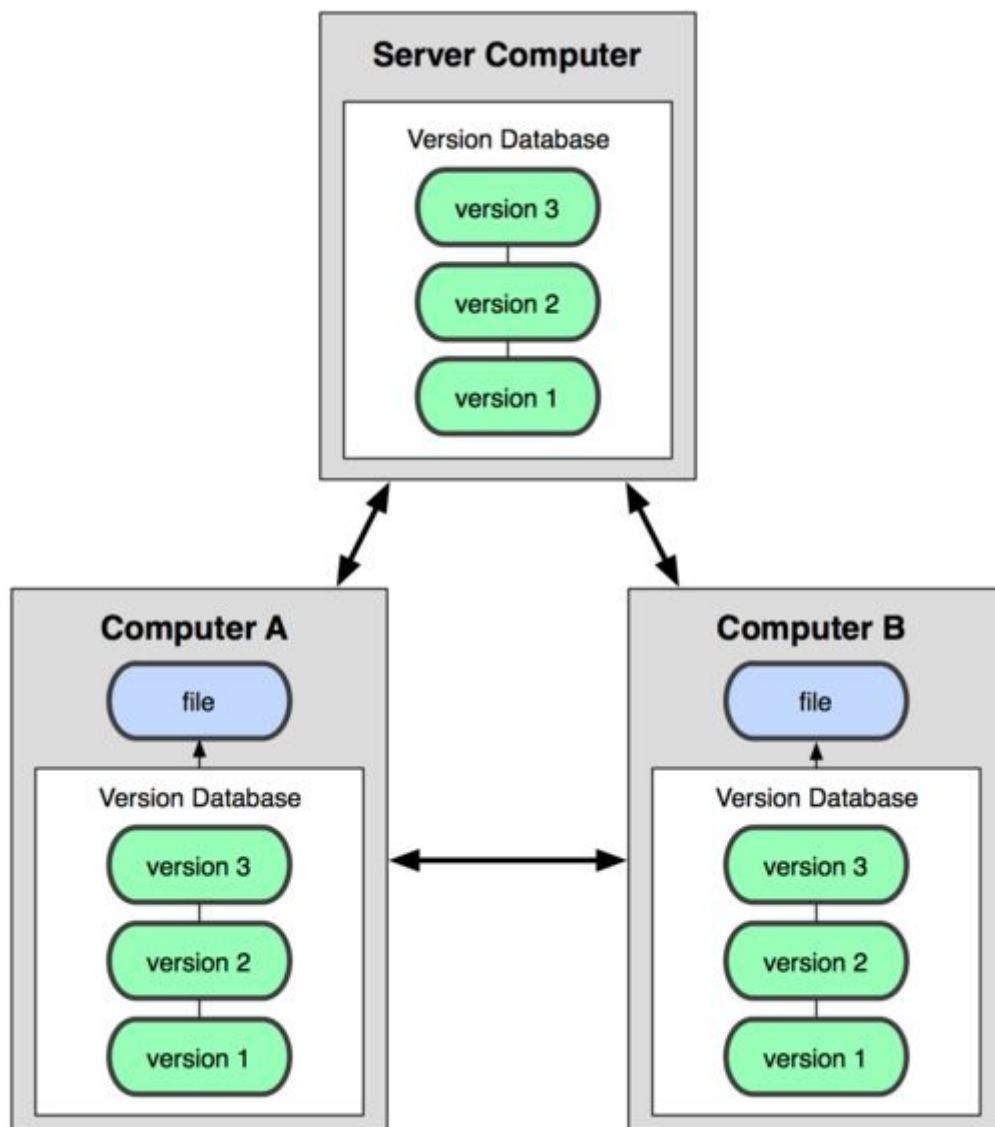 Server Computer
Version Database
version 3
version 2
version 1
Computer A
file
Version Database
version 3
version 2
version 1
Computer B
file
Version Database
version 3
version 2
version 1